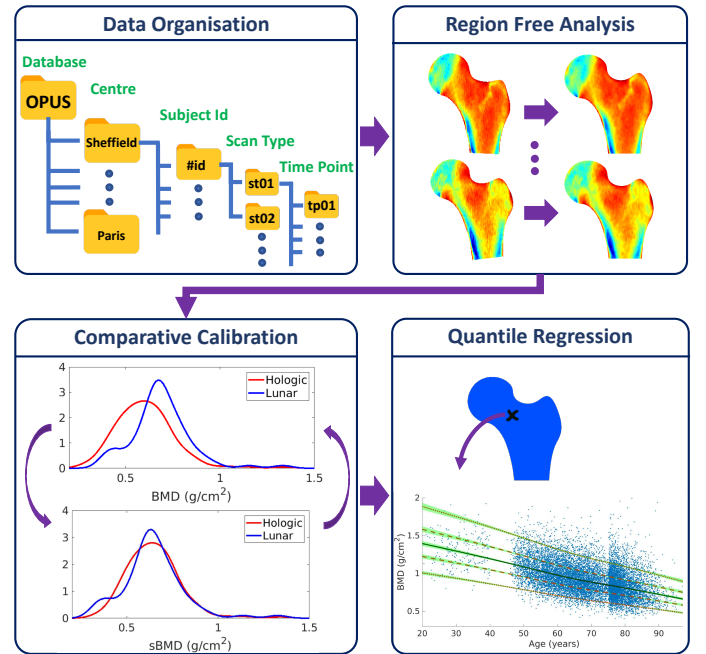 Data Organisation
Database
Centre
Subject Id
Scan Type
Time Point
OPUS
Sheffield
#id
st01
tp01
st02
Paris
Region Free Analysis
Comparative Calibration
4
3
2
1
0
Hologic
Lunar
0.5
1
1.5
BMD (g/cm²)
4
3
2
1
0
Hologic
Lunar
0.5
1
1.5
sBMD (g/cm²)
Quantile Regression
2
1.5
1
0.5
BMD (g/cm²)
20
30
40
50
60
70
80
90
Age (years)